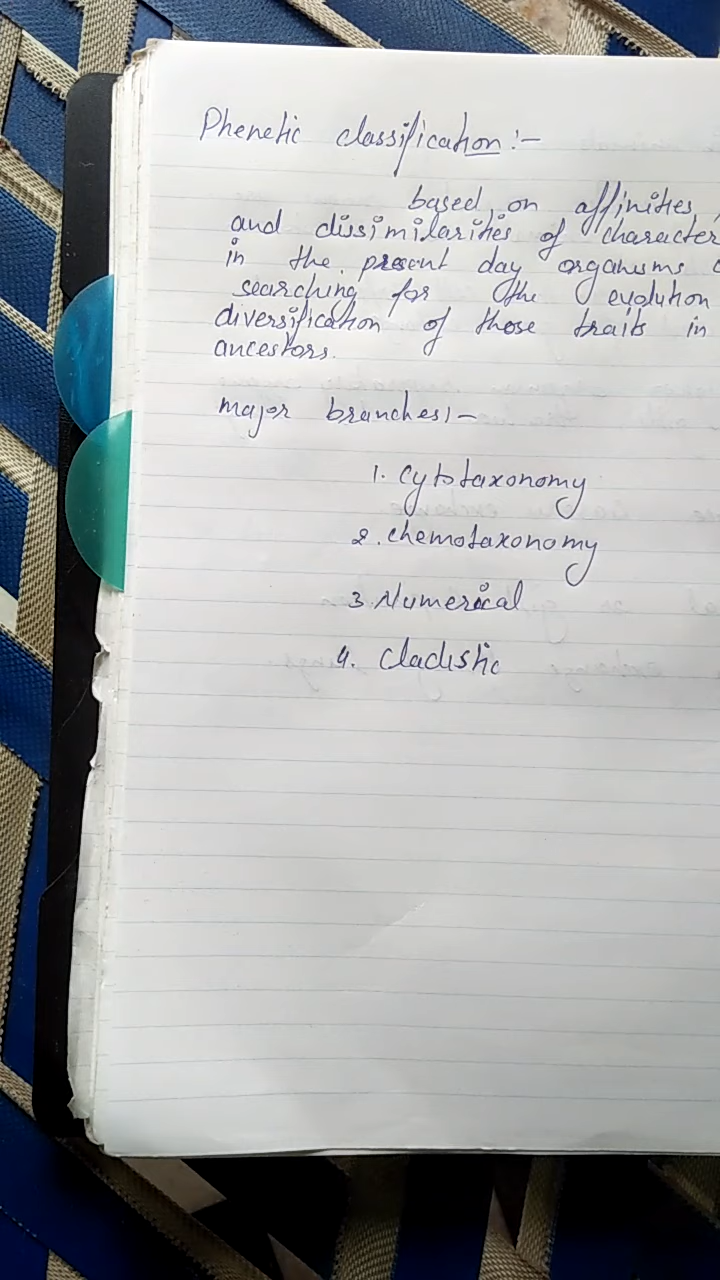 Phenetic classification :-
based on affinities,
and dissimilarities of character
in the present day organisms
searching for the evolution
diversification of those traits in
ancestors.
major branches:-
1. Cytotaxonomy
2. chemotaxonomy
3. Numerical
4. Cladistic